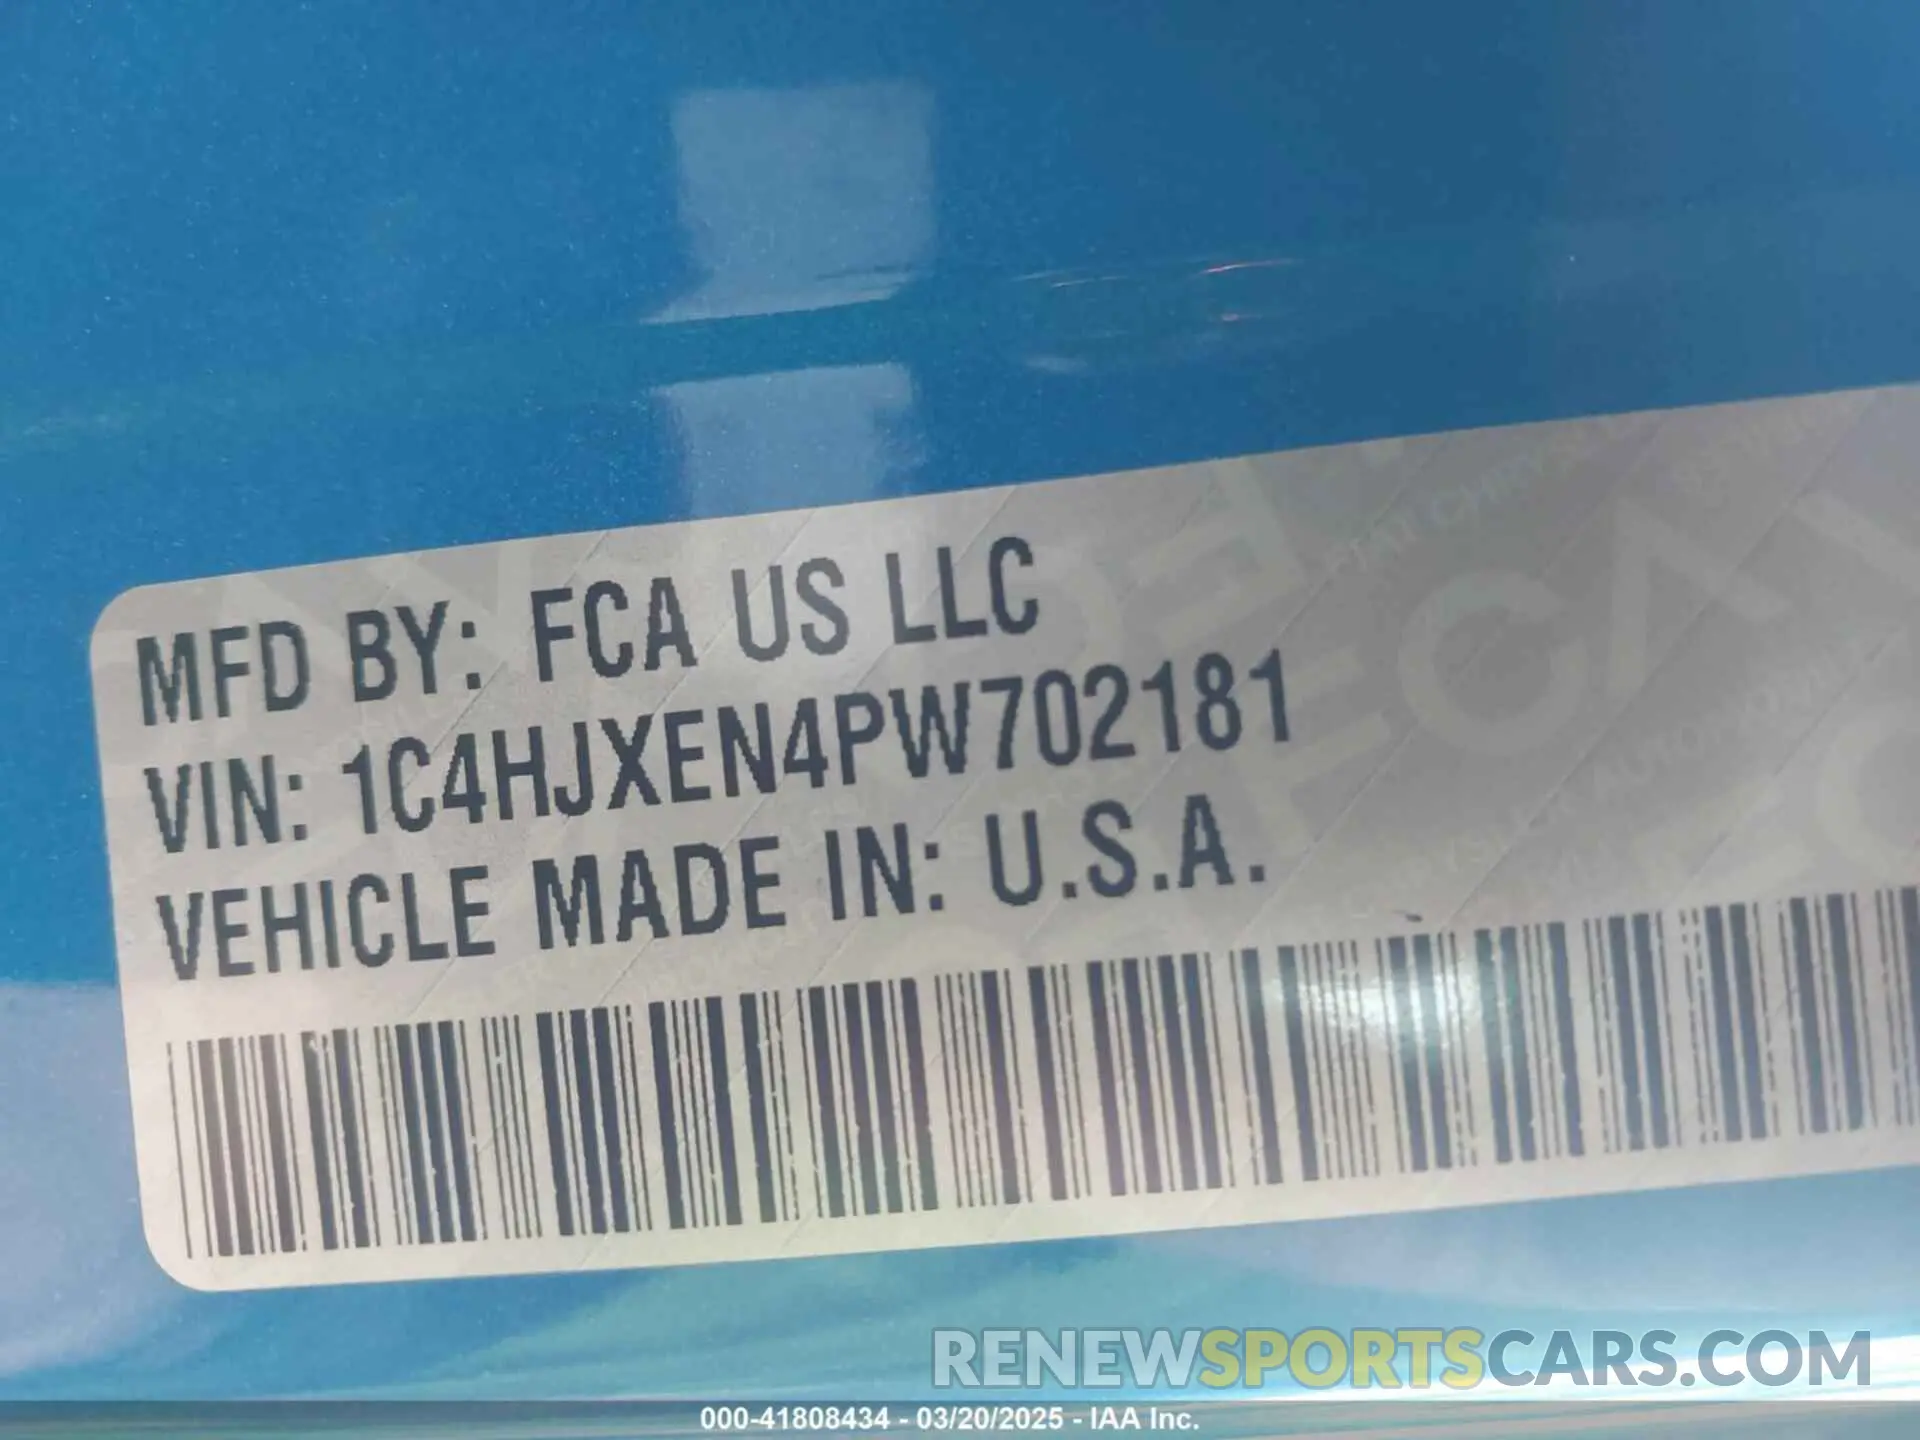 MFD BY: FCA US LLC
VIN: 1C4HJXEN4PW702181
VEHICLE MADE IN: U.S.A.
RENEWSPORTSCARS.COM
000-41808434 - 03/20/2025 - IAA Inc.